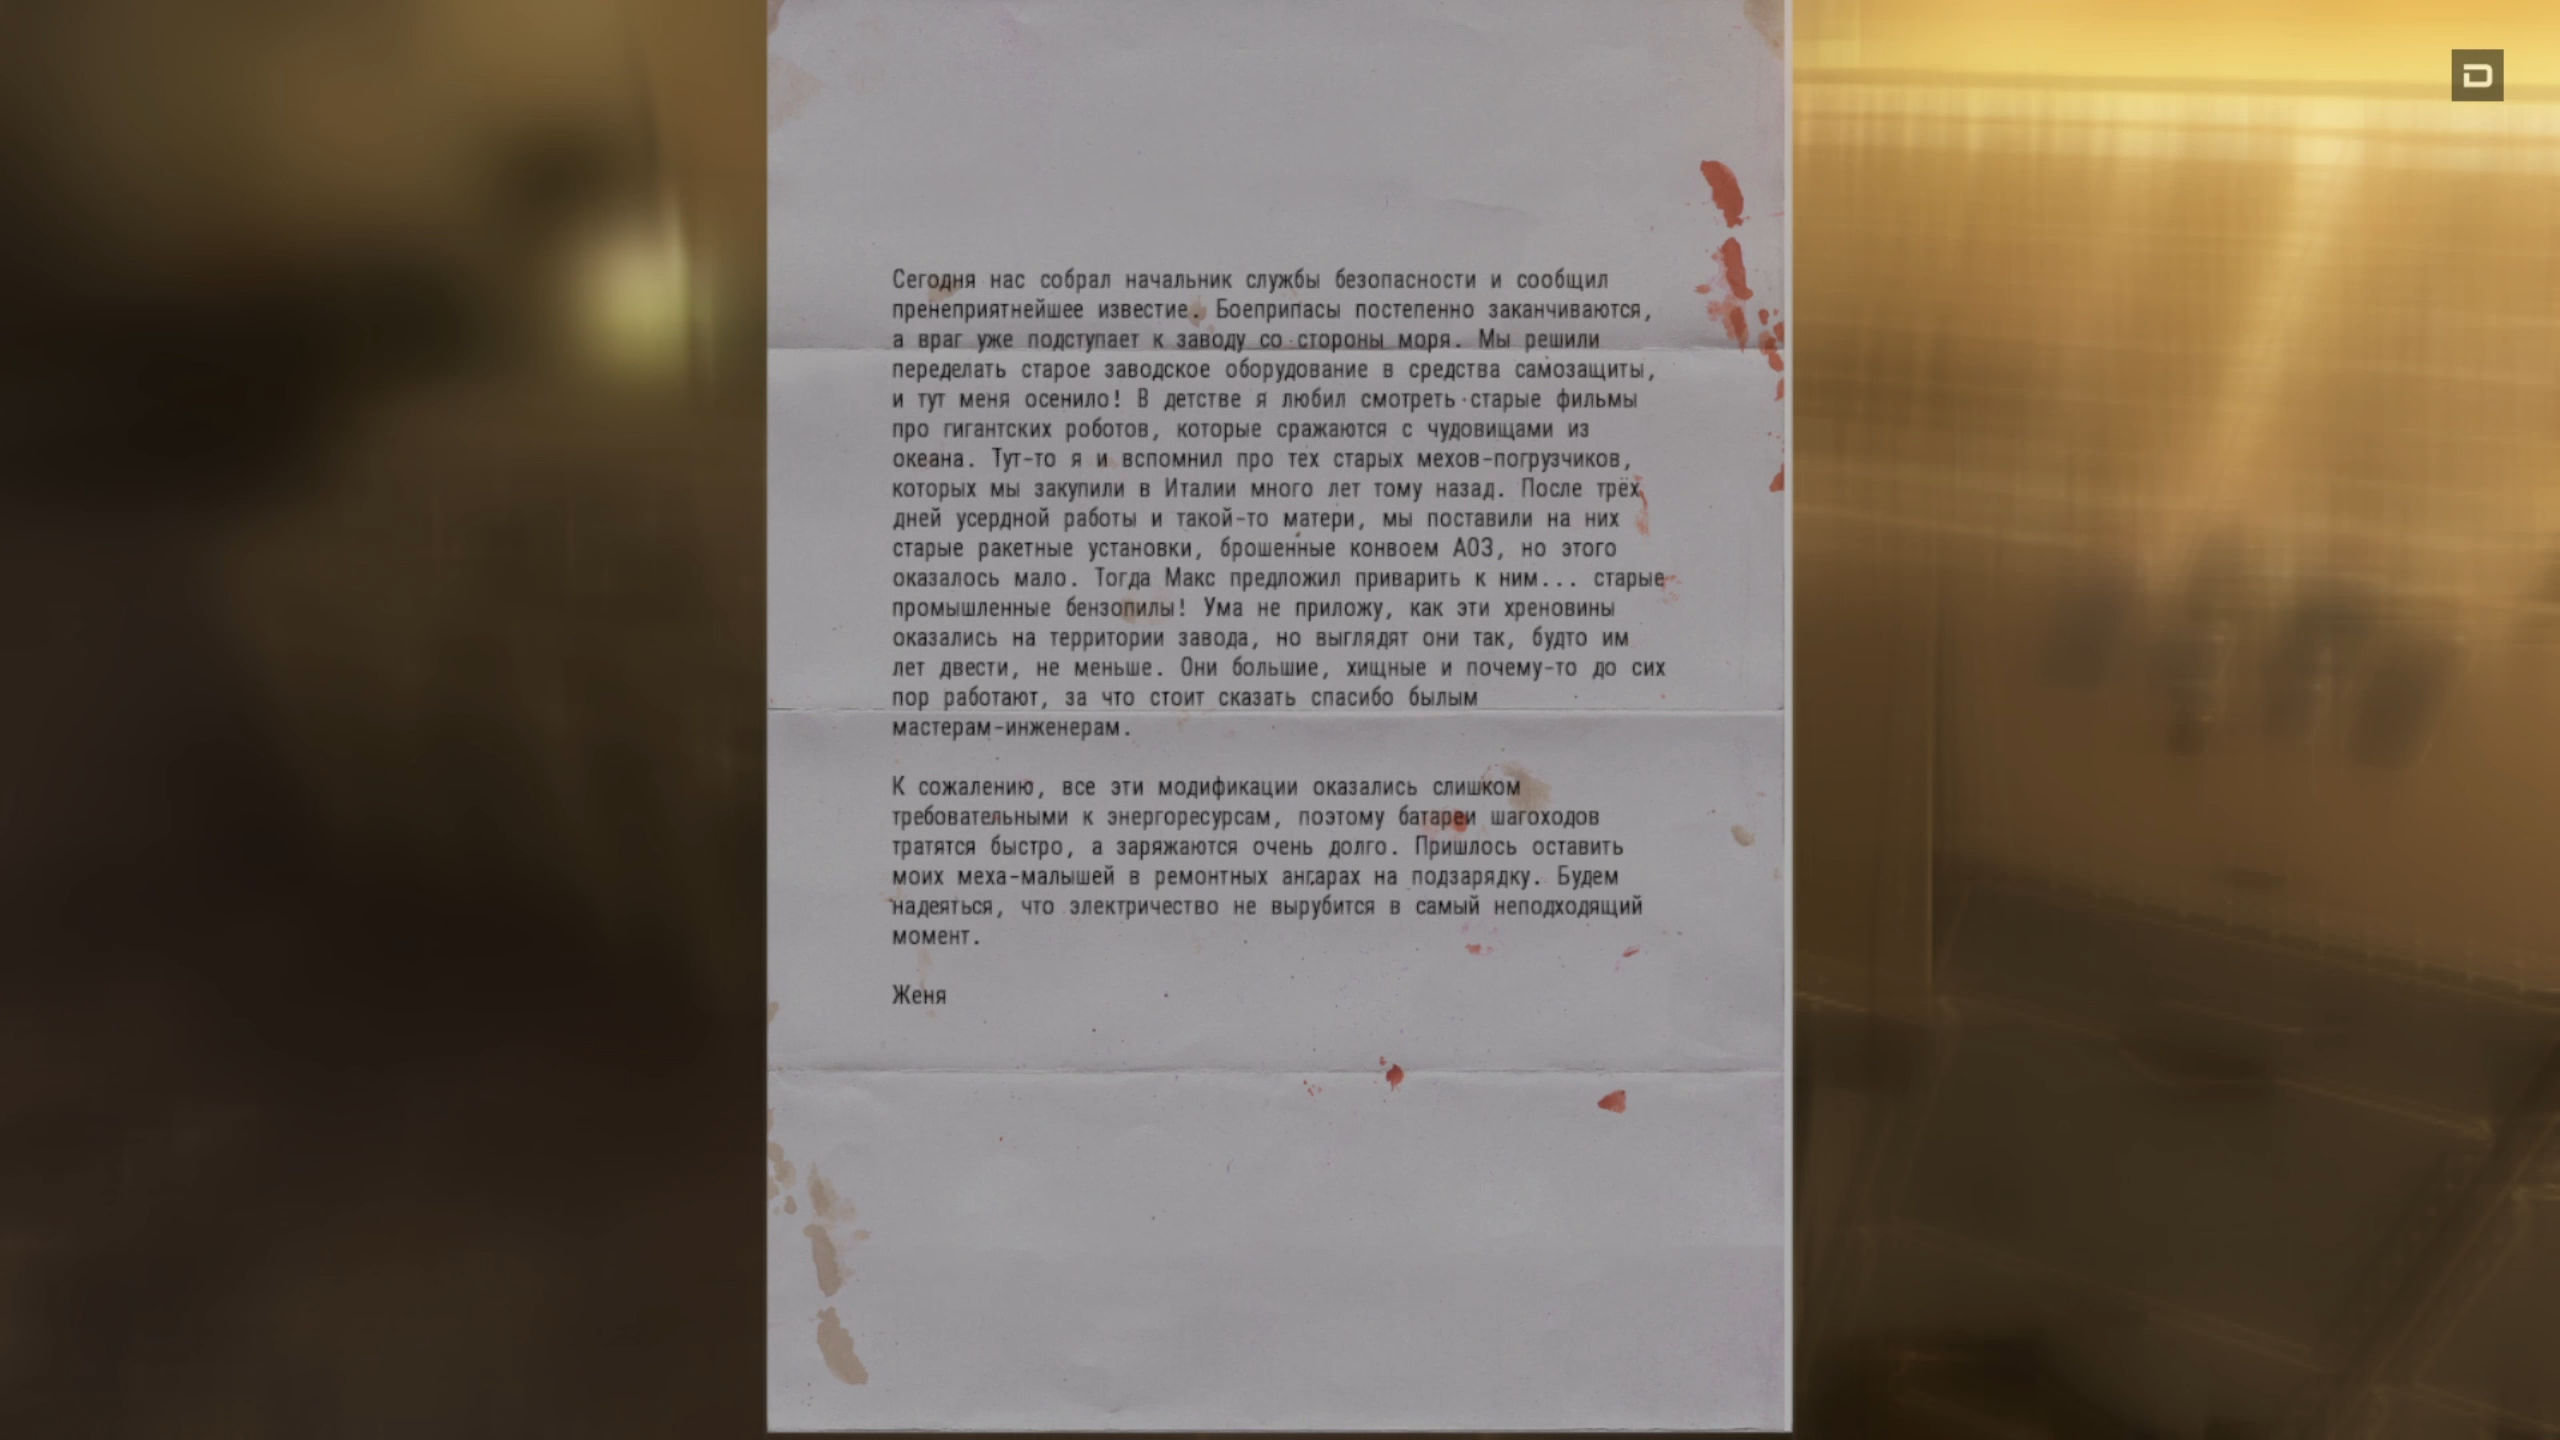 Сегодня нас собрал начальник службы безопасности и сообщил
пренеприятнейшее известие. Боеприпасы постепенно заканчиваются,
а враг уже подступает к заводу со стороны моря. Мы решили
переделать старое заводское оборудование в средства самозащиты,
и тут меня осенило! В детстве я любил смотреть старые фильмы
про гигантских роботов, которые сражаются с чудовищами из
океана. Тут-то я и вспомнил про тех старых мехов-погрузчиков,
которых мы закупили в Италии много лет тому назад. После трёх
дней усердной работы и такой-то матери, мы поставили на них
старые ракетные установки, брошенные конвоем АОЗ, но этого
оказалось мало. Тогда Макс предложил приварить к ним... старые
промышленные бензопилы! Ума не приложу, как эти хреновины
оказались на территории завода, но выглядят они так, будто им
лет двести, не меньше. Они большие, хищные и почему-то до сих
пор работают, за что стоит сказать спасибо былым
мастерам-инженерам.
К сожалению, все эти модификации оказались слишком
требовательными к энергоресурсам, поэтому батареи шагоходов
тратятся быстро, а заряжаются очень долго. Пришлось оставить
моих меха-малышей в ремонтных ангарах на подзарядку. Будем
надеяться, что электричество не вырубится в самый неподходящий
момент.
Женя